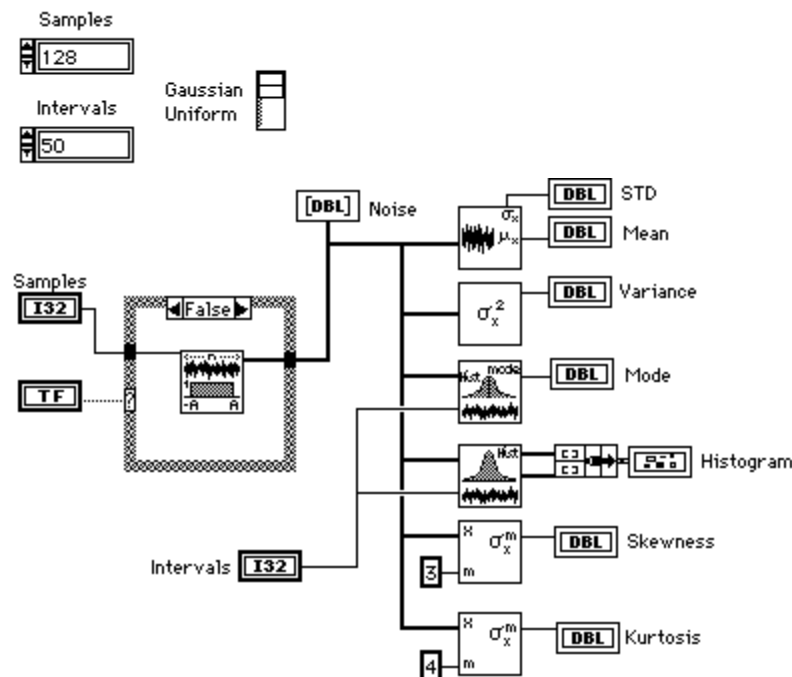 Samples
128
Gaussian
Uniform
Intervals
50
[DBL] Noise
σx
μx
DBL STD
DBL Mean
Samples
I32
False
σx²
DBL Variance
n
1
-A A
TF
?
Hist mode
DBL Mode
Hist
Histogram
Intervals I32
x σxm
3 m
DBL Skewness
x σxm
4 m
DBL Kurtosis